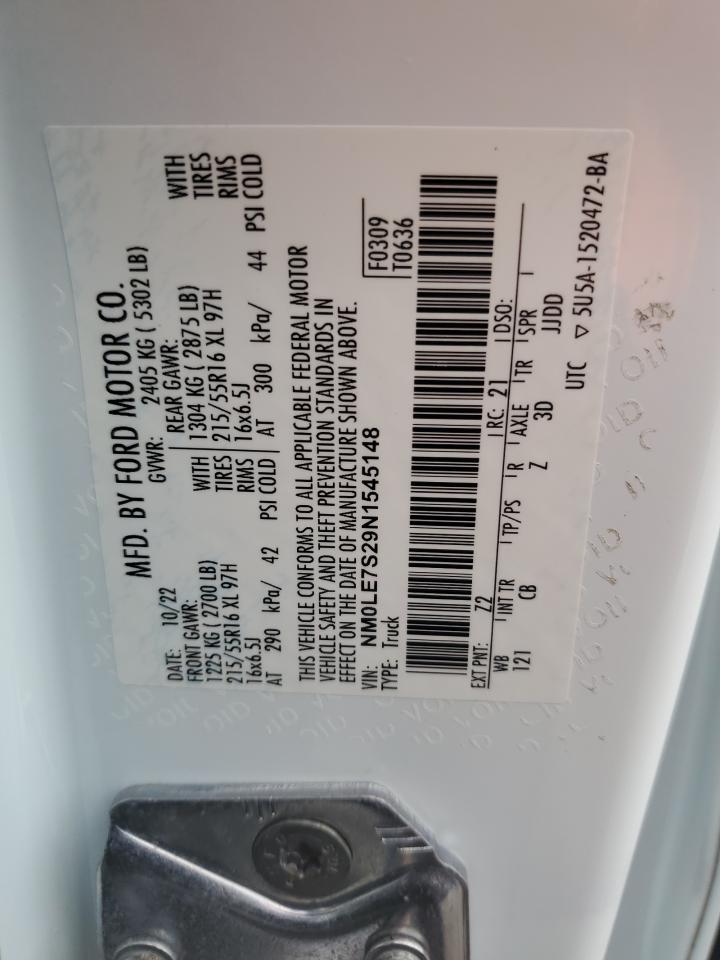 MFD. BY FORD MOTOR CO.
DATE: 10/22 GVWR: 2405 KG ( 5302 LB)
FRONT GAWR: REAR GAWR:
1225 KG ( 2700 LB) WITH 1304 KG ( 2875 LB) WITH
215/55R16 XL 97H TIRES 215/55R16 XL 97H TIRES
16x6.5J RIMS 16x6.5J RIMS
AT 290 kPa/ 42 PSI COLD AT 300 kPa/ 44 PSI COLD
THIS VEHICLE CONFORMS TO ALL APPLICABLE FEDERAL MOTOR
VEHICLE SAFETY AND THEFT PREVENTION STANDARDS IN
EFFECT ON THE DATE OF MANUFACTURE SHOWN ABOVE.
VIN: NM0LE7S29N1545148
TYPE: Truck
F0309
T0636
EXT PNT: Z2 RC: 21 DSO:
WB INT TR TP/PS R AXLE TR SPR
121 CB Z 3D JJDD
UTC ▽ 5U5A-1520472-BA